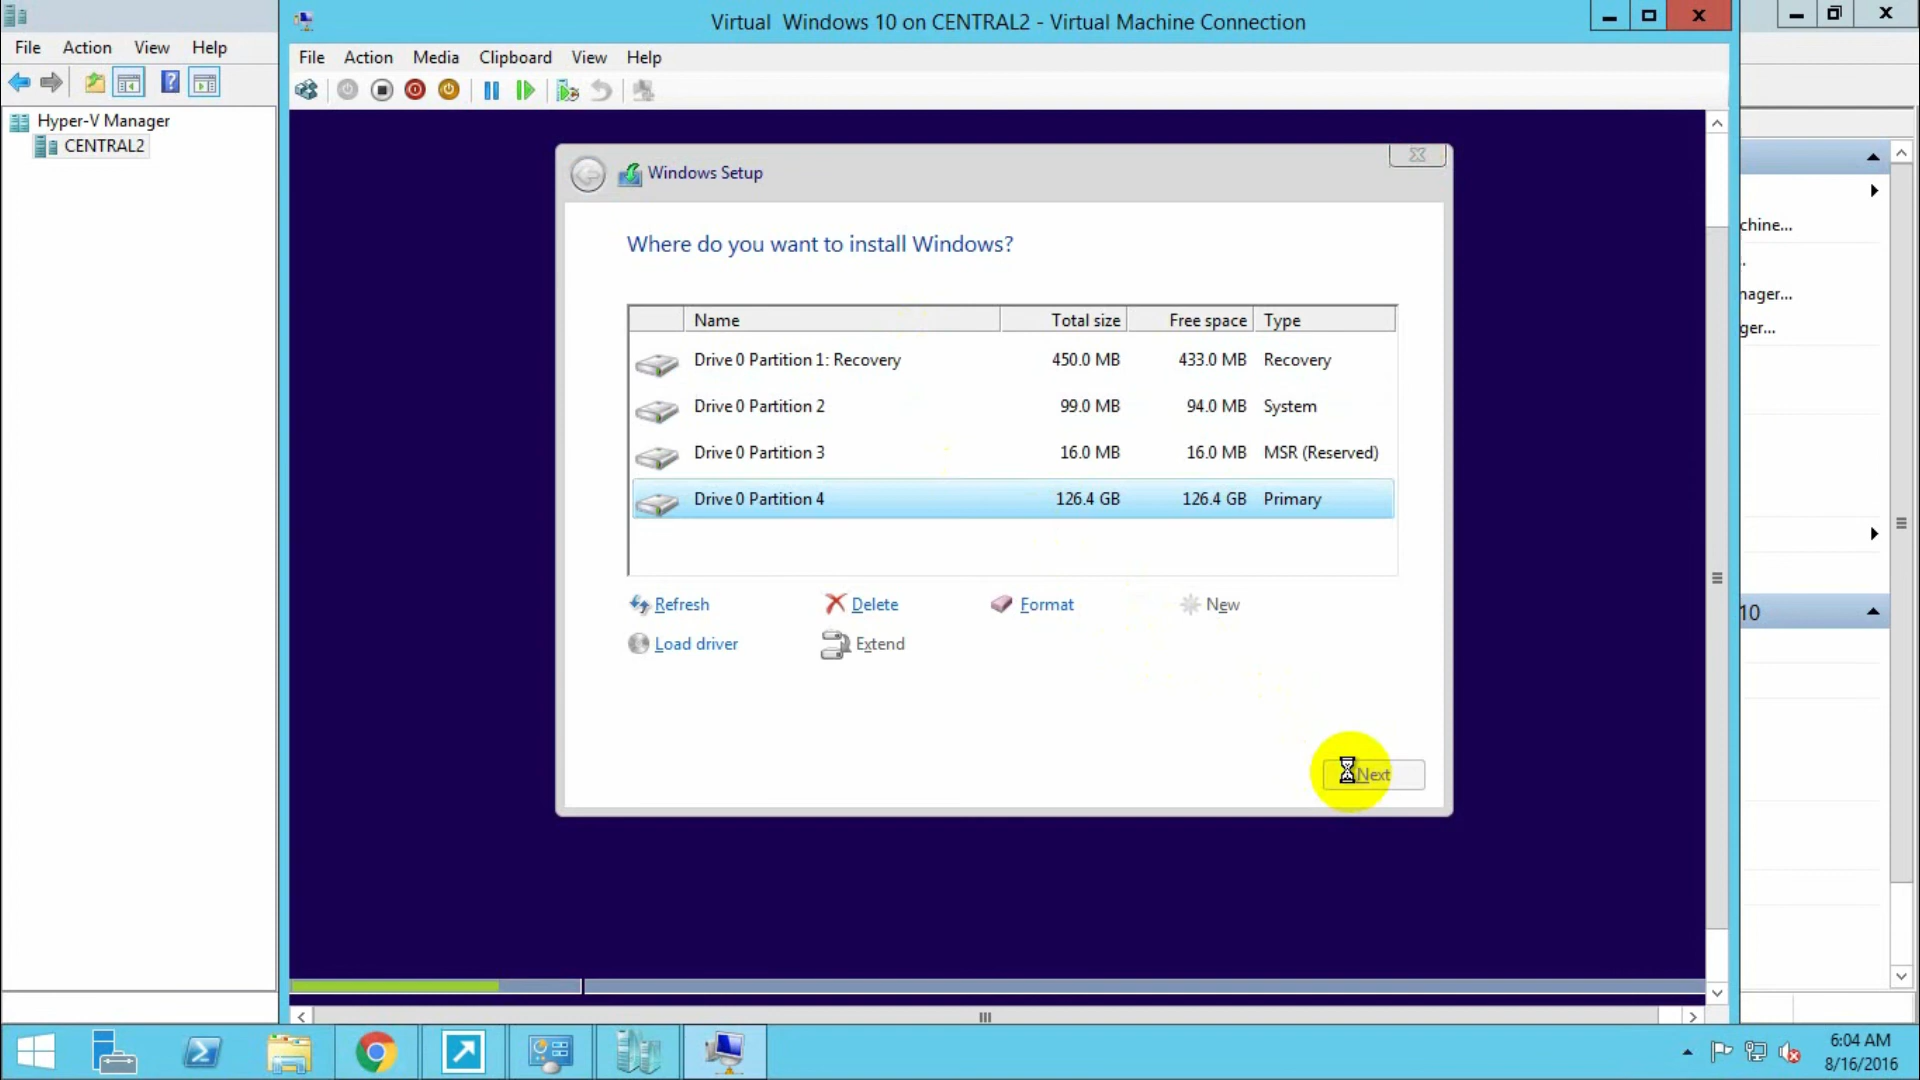 Virtual  Windows 10 on CENTRAL2 - Virtual Machine Connection
File Action View Help
File Action Media Clipboard View Help
Hyper-V Manager
CENTRAL2
Windows Setup
Where do you want to install Windows?
Name Total size Free space Type
Drive 0 Partition 1: Recovery 450.0 MB 433.0 MB Recovery
Drive 0 Partition 2 99.0 MB 94.0 MB System
Drive 0 Partition 3 16.0 MB 16.0 MB MSR (Reserved)
Drive 0 Partition 4 126.4 GB 126.4 GB Primary
Refresh Delete Format New
Load driver Extend
Next
chine...
nager...
ger...
10
6:04 AM
8/16/2016